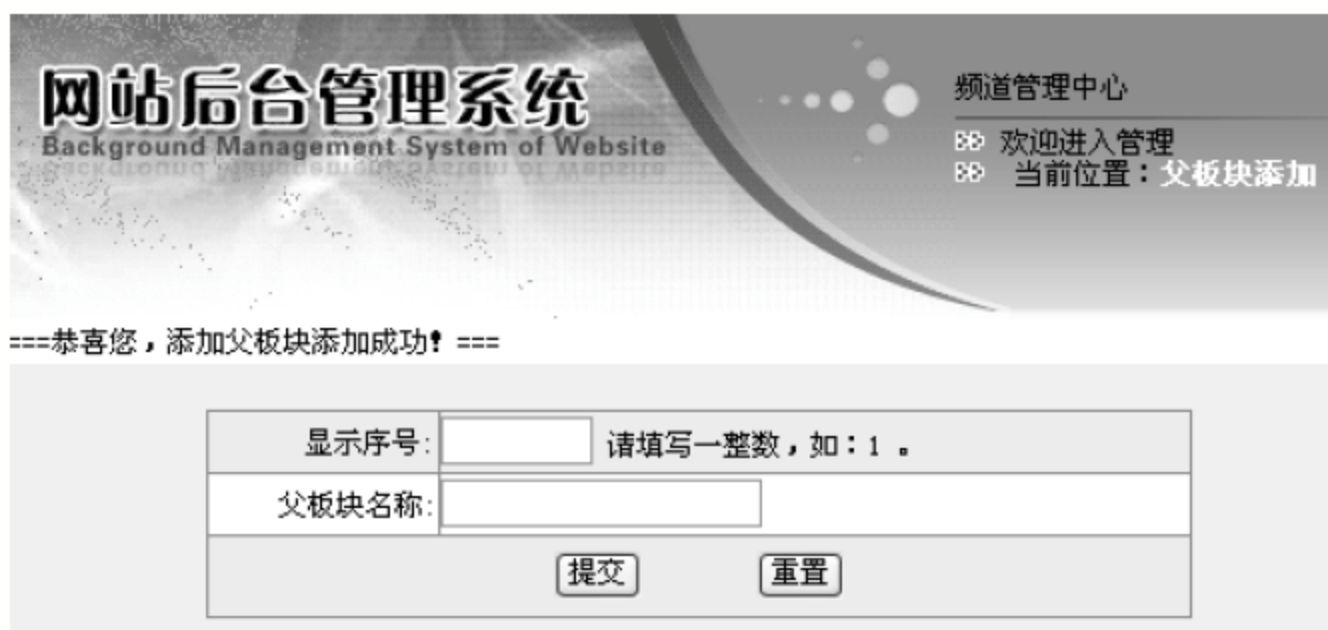 网站后台管理系统
Background Management System of Website
频道管理中心
欢迎进入管理
当前位置：父板块添加
===恭喜您，添加父板块添加成功！===
显示序号: 请填写一整数，如：1 。
父板块名称:
提交 重置